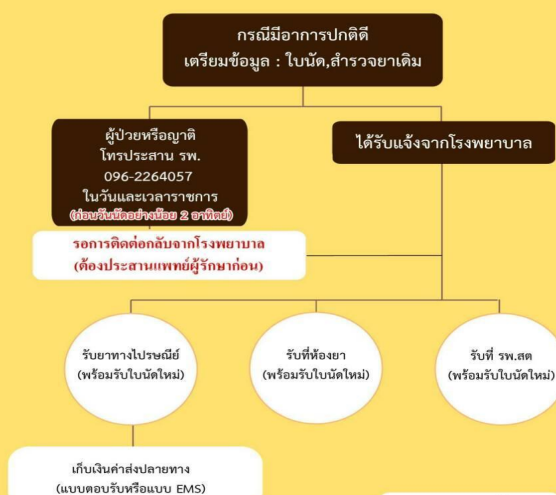 กรณีมีอาการปกติดี
เตรียมข้อมูล : ใบนัด,สำรวจยาเดิม
ผู้ป่วยหรือญาติ
โทรประสาน รพ.
096-2264057
ในวันและเวลาราชการ
(ก่อนวันนัดอย่างน้อย 2 อาทิตย์)
ได้รับแจ้งจากโรงพยาบาล
รอการติดต่อกลับจากโรงพยาบาล
(ต้องประสานแพทย์ผู้รักษาก่อน)
รับยาทางไปรษณีย์
(พร้อมรับใบนัดใหม่)
รับที่ห้องยา
(พร้อมรับใบนัดใหม่)
รับที่ รพ.สต
(พร้อมรับใบนัดใหม่)
เก็บเงินค่าส่งปลายทาง
(แบบตอบรับหรือแบบ EMS)